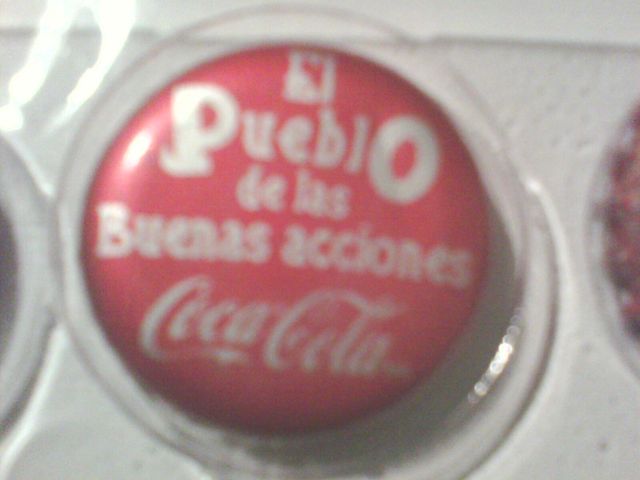 El
PueblO
de las
Buenas acciones
Coca-Cola